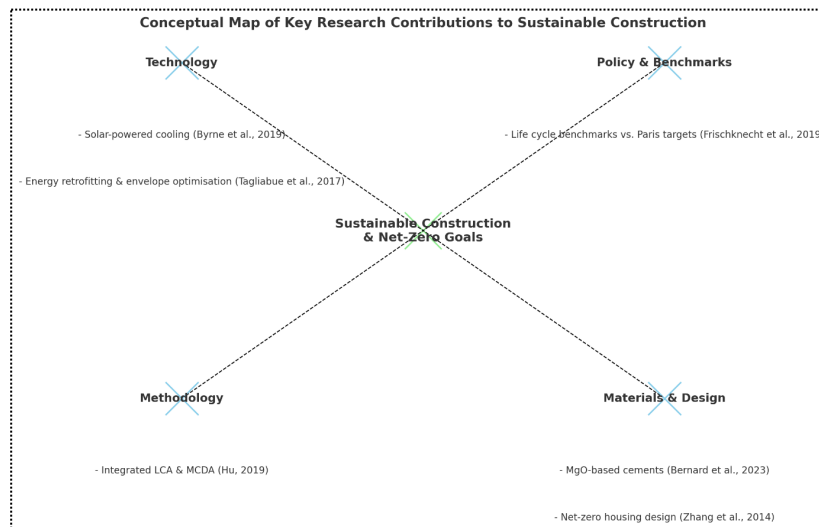 Conceptual Map of Key Research Contributions to Sustainable Construction
Technology
Policy & Benchmarks
- Solar-powered cooling (Byrne et al., 2019)
- Life cycle benchmarks vs. Paris targets (Frischknecht et al., 2019
- Energy retrofitting & envelope optimisation (Tagliabue et al., 2017)
Sustainable Construction
& Net-Zero Goals
Methodology
Materials & Design
- Integrated LCA & MCDA (Hu, 2019)
- MgO-based cements (Bernard et al., 2023)
- Net-zero housing design (Zhang et al., 2014)